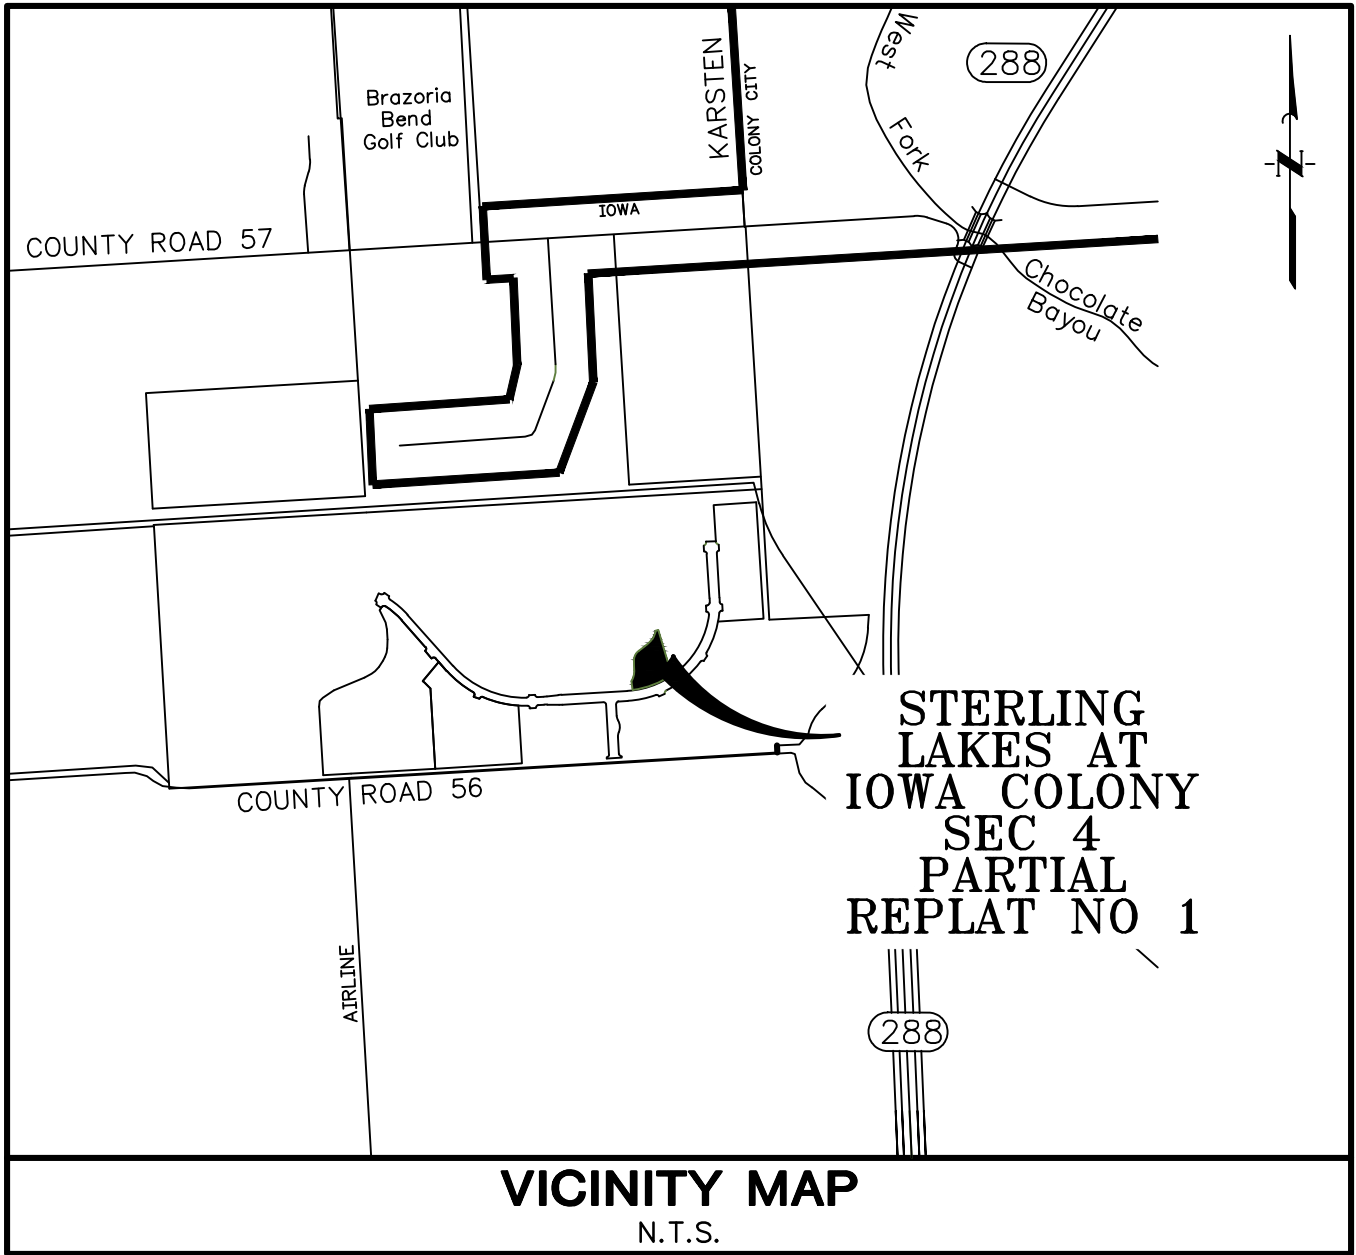 West
Fork
288
KARSTEN
COLONY CITY
Brazoria
Bend
Golf Club
IOWA
COUNTY ROAD 57
N
Chocolate
Bayou
STERLING
LAKES AT
IOWA COLONY
SEC 4
PARTIAL
REPLAT NO 1
COUNTY ROAD 56
AIRLINE
288
VICINITY MAP
N.T.S.